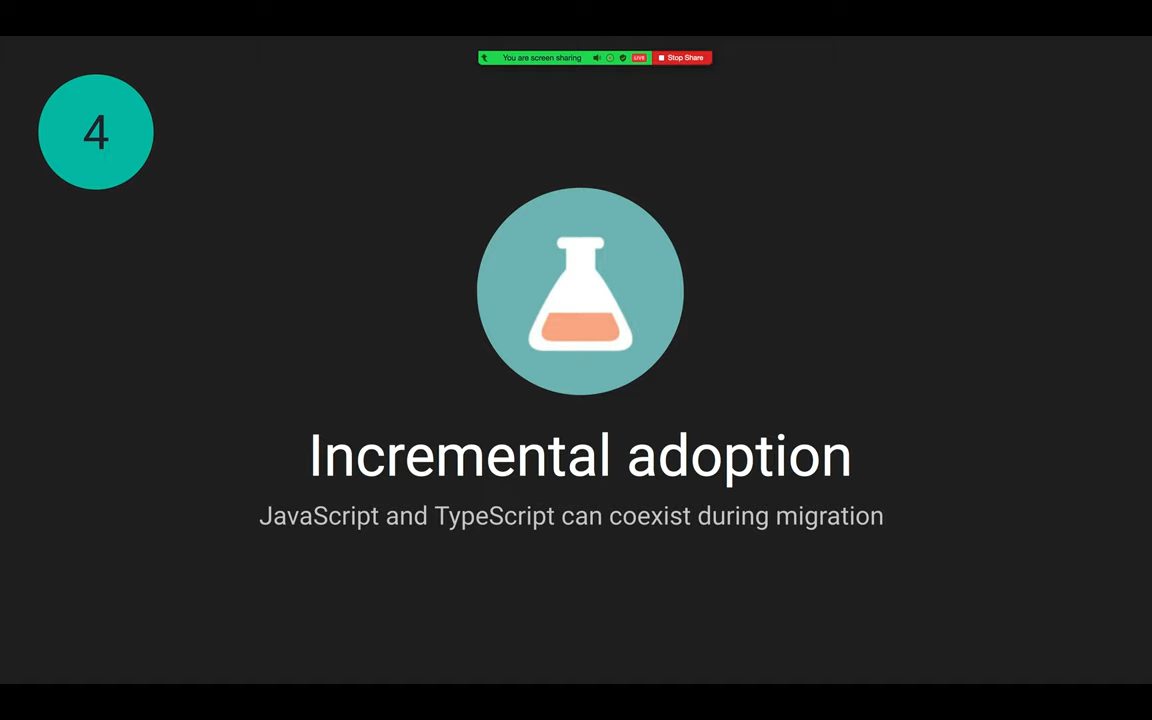 You are screen sharing
LIVE
Stop Share
4
Incremental adoption
JavaScript and TypeScript can coexist during migration